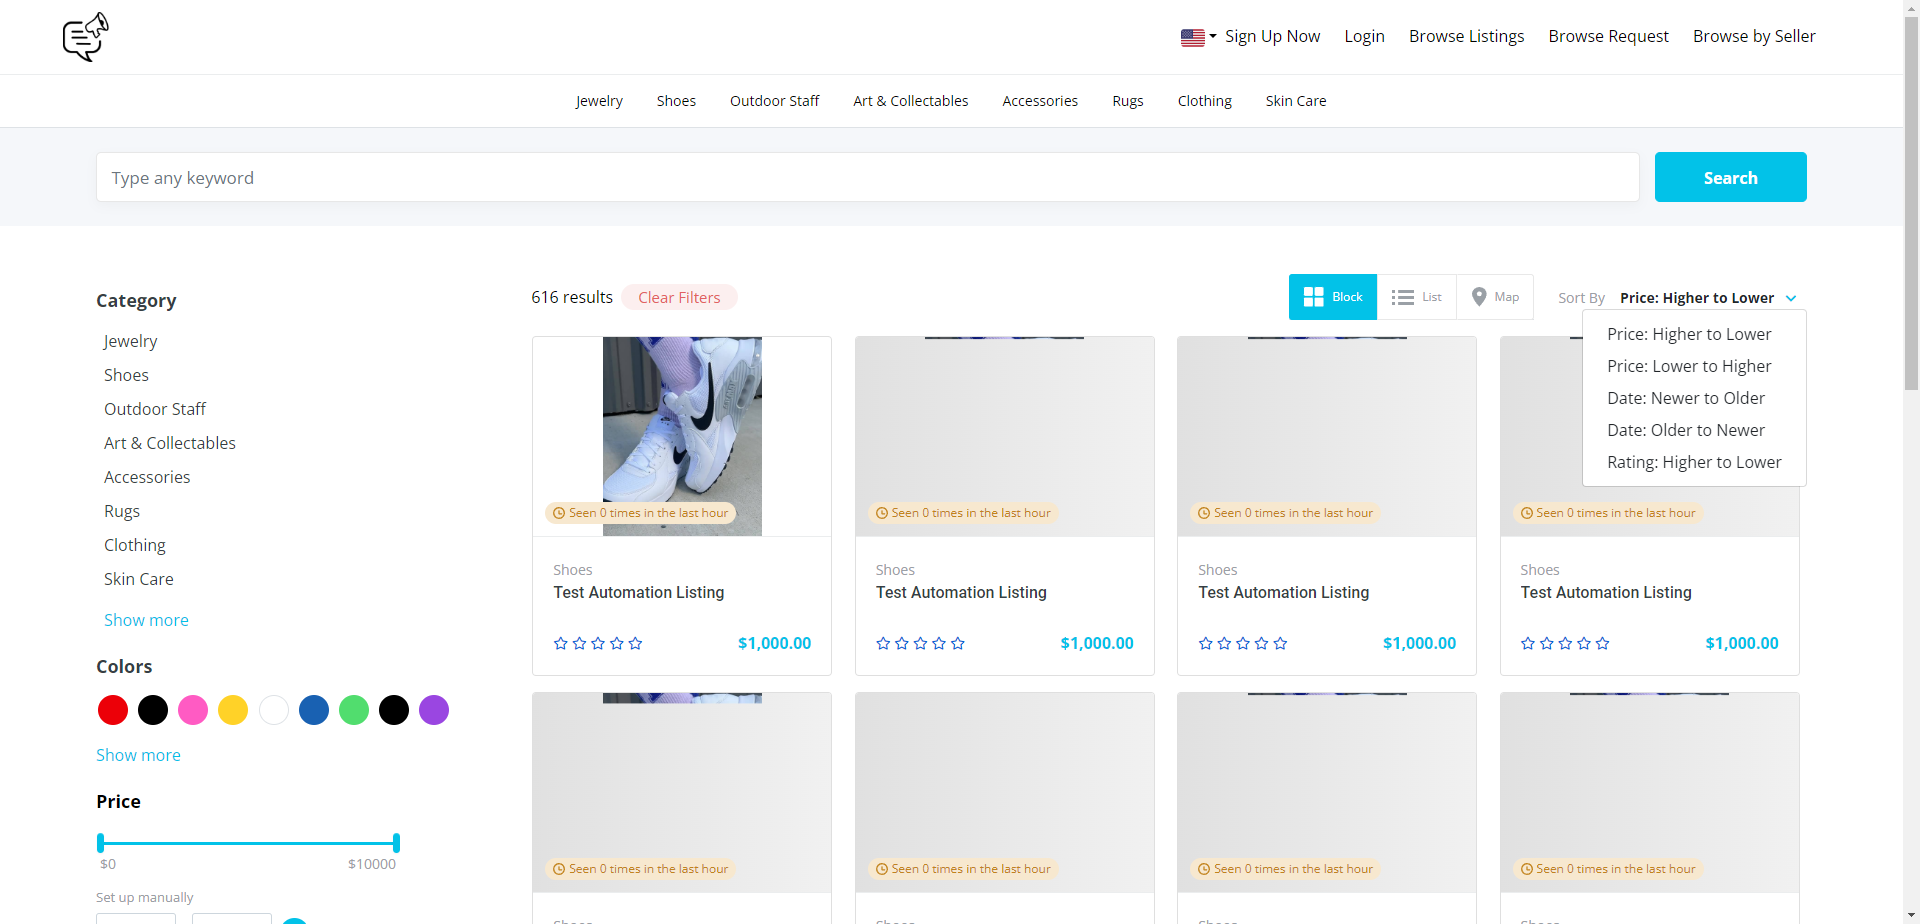 Sign Up Now Login Browse Listings Browse Request Browse by Seller
Jewelry Shoes Outdoor Staff Art & Collectables Accessories Rugs Clothing Skin Care
Type any keyword
Search
Category
Jewelry
Shoes
Outdoor Staff
Art & Collectables
Accessories
Rugs
Clothing
Skin Care
Show more
Colors
Show more
Price
$0 $10000
Set up manually
616 results Clear Filters
Block List Map
Sort By Price: Higher to Lower
Price: Higher to Lower
Price: Lower to Higher
Date: Newer to Older
Date: Older to Newer
Rating: Higher to Lower
Seen 0 times in the last hour
Shoes
Test Automation Listing
$1,000.00
Seen 0 times in the last hour
Shoes
Test Automation Listing
$1,000.00
Seen 0 times in the last hour
Shoes
Test Automation Listing
$1,000.00
Seen 0 times in the last hour
Shoes
Test Automation Listing
$1,000.00
Seen 0 times in the last hour
Seen 0 times in the last hour
Seen 0 times in the last hour
Seen 0 times in the last hour